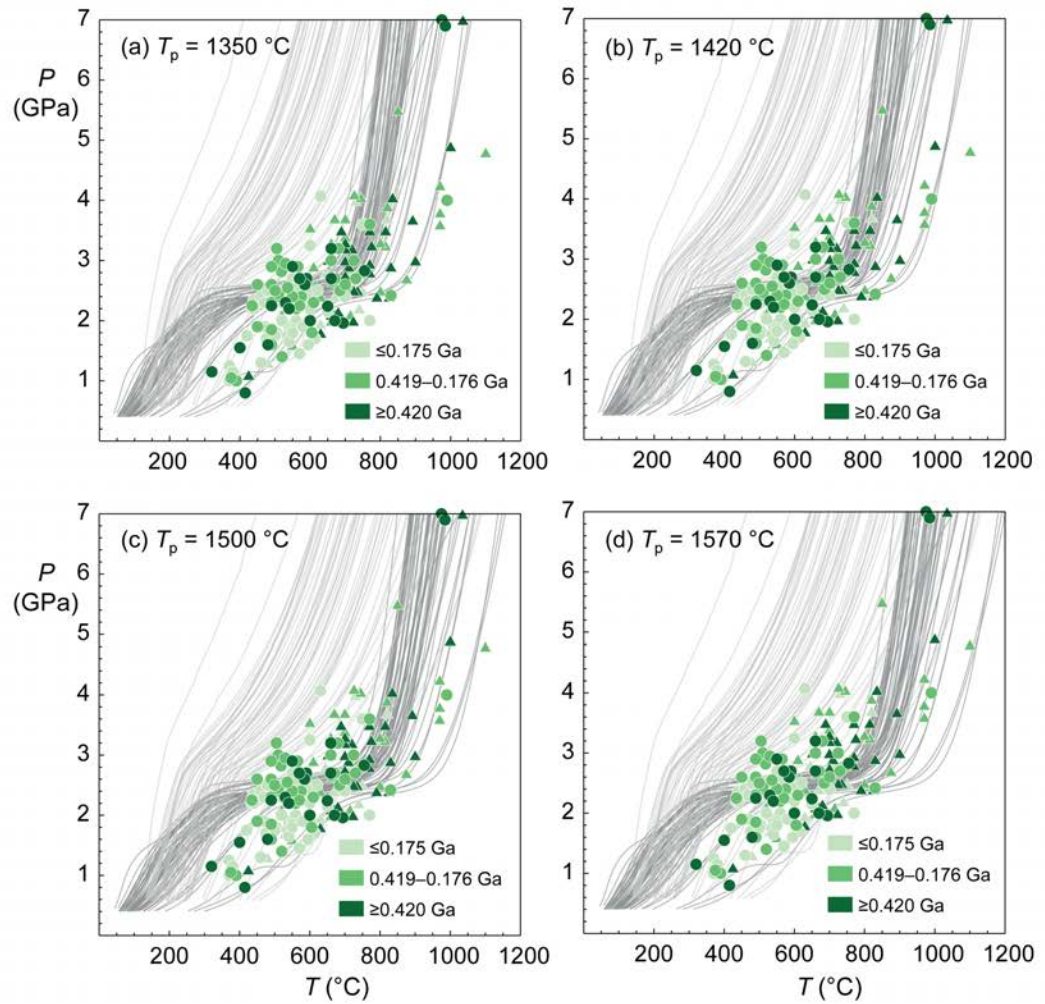 (a) Tp = 1350 °C
(b) Tp = 1420 °C
P
(GPa)
7
6
5
4
3
2
1
≤0.175 Ga
0.419–0.176 Ga
≥0.420 Ga
200 400 600 800 1000 1200
7
6
5
4
3
2
1
≤0.175 Ga
0.419–0.176 Ga
≥0.420 Ga
200 400 600 800 1000 1200
(c) Tp = 1500 °C
(d) Tp = 1570 °C
P
(GPa)
7
6
5
4
3
2
1
≤0.175 Ga
0.419–0.176 Ga
≥0.420 Ga
200 400 600 800 1000 1200
T (°C)
7
6
5
4
3
2
1
≤0.175 Ga
0.419–0.176 Ga
≥0.420 Ga
200 400 600 800 1000 1200
T (°C)